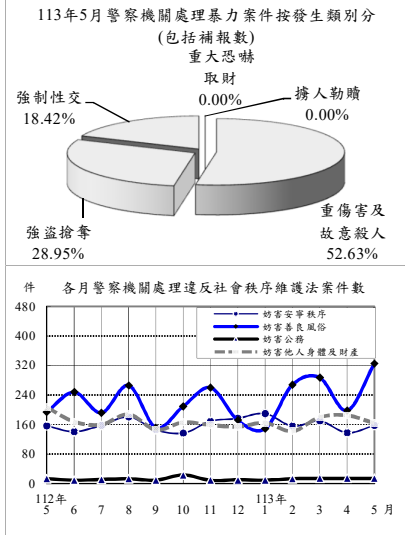 113年5月警察機關處理暴力案件按發生類別分
(包括補報數)
重大恐嚇
取財
0.00%
擄人勒贖
0.00%
強制性交
18.42%
強盜搶奪
28.95%
重傷害及
故意殺人
52.63%
件 各月警察機關處理違反社會秩序維護法案件數
妨害安寧秩序
妨害善良風俗
妨害公務
妨害他人身體及財產
480
400
320
240
160
80
0
112年 113年
5 6 7 8 9 10 11 12 1 2 3 4 5 月